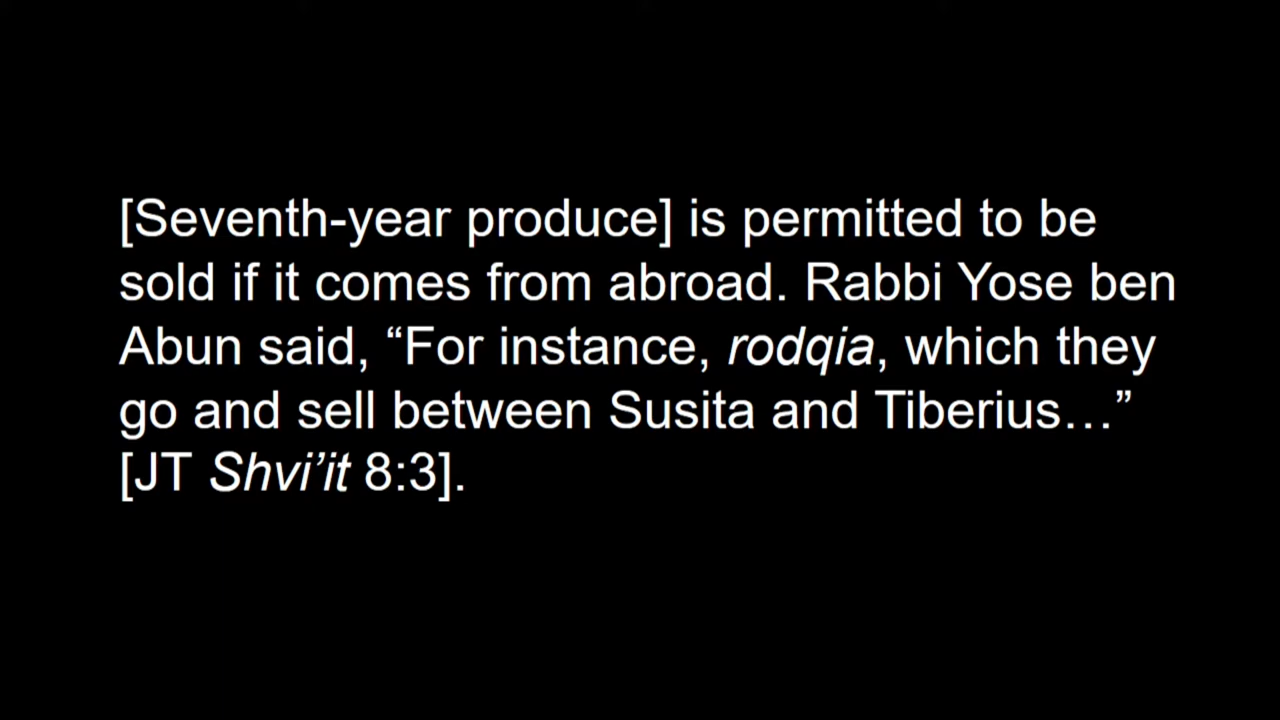 [Seventh-year produce] is permitted to be
sold if it comes from abroad. Rabbi Yose ben
Abun said, “For instance, rodqia, which they
go and sell between Susita and Tiberius…”
[JT Shvi’it 8:3].